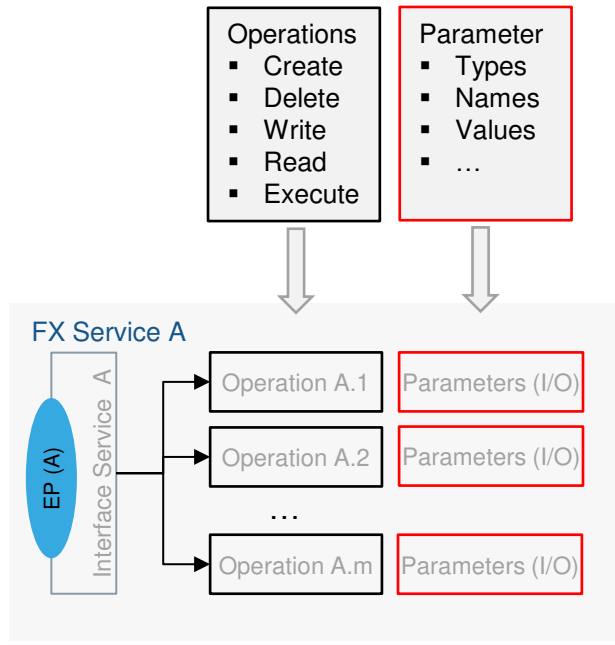 Operations
▪ Create
▪ Delete
▪ Write
▪ Read
▪ Execute
Parameter
▪ Types
▪ Names
▪ Values
▪ …
FX Service A
EP (A)
Interface Service A
Operation A.1
Parameters (I/O)
Operation A.2
Parameters (I/O)
…
Operation A.m
Parameters (I/O)